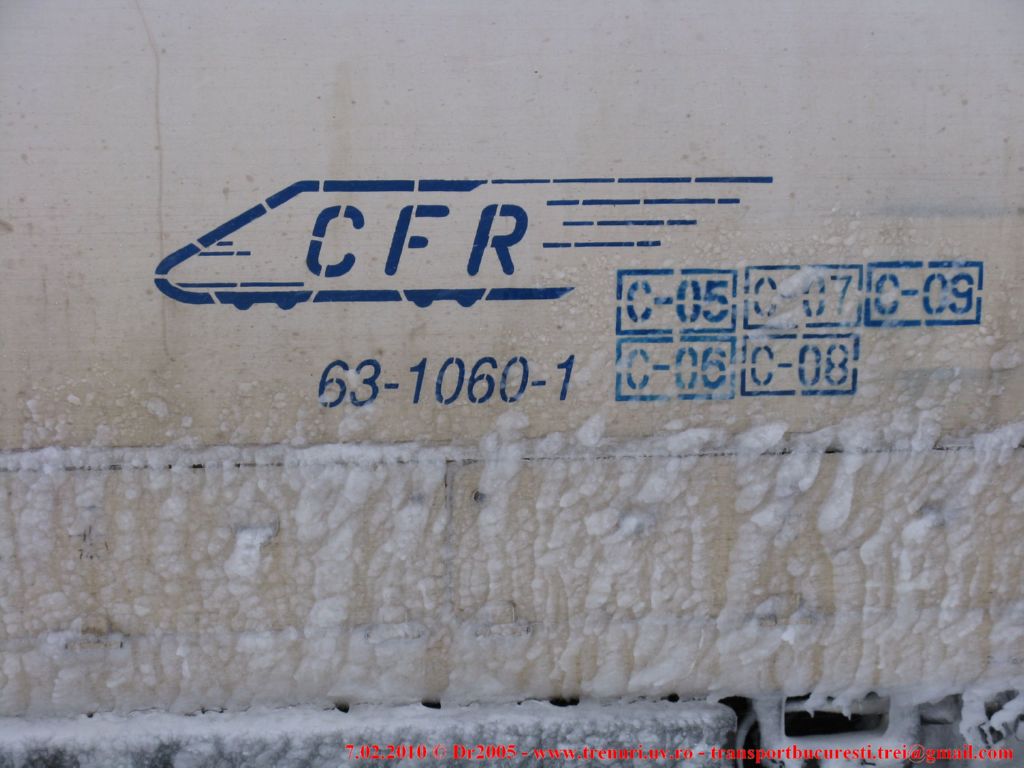 CFR
C-05 C-07 C-09
63-1060-1 C-06 C-08
7.02.2010 © Dr2005 - www.trenuri.uv.ro - transportbucuresti.trei@gmail.com